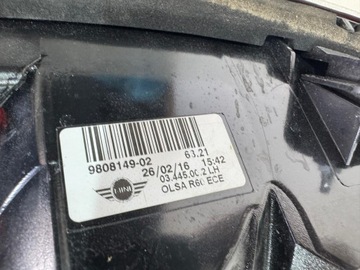 9808149-02 63.21
26/02/16 15:42
03.445.00.2 LH
OLSA R60 ECE
MINI